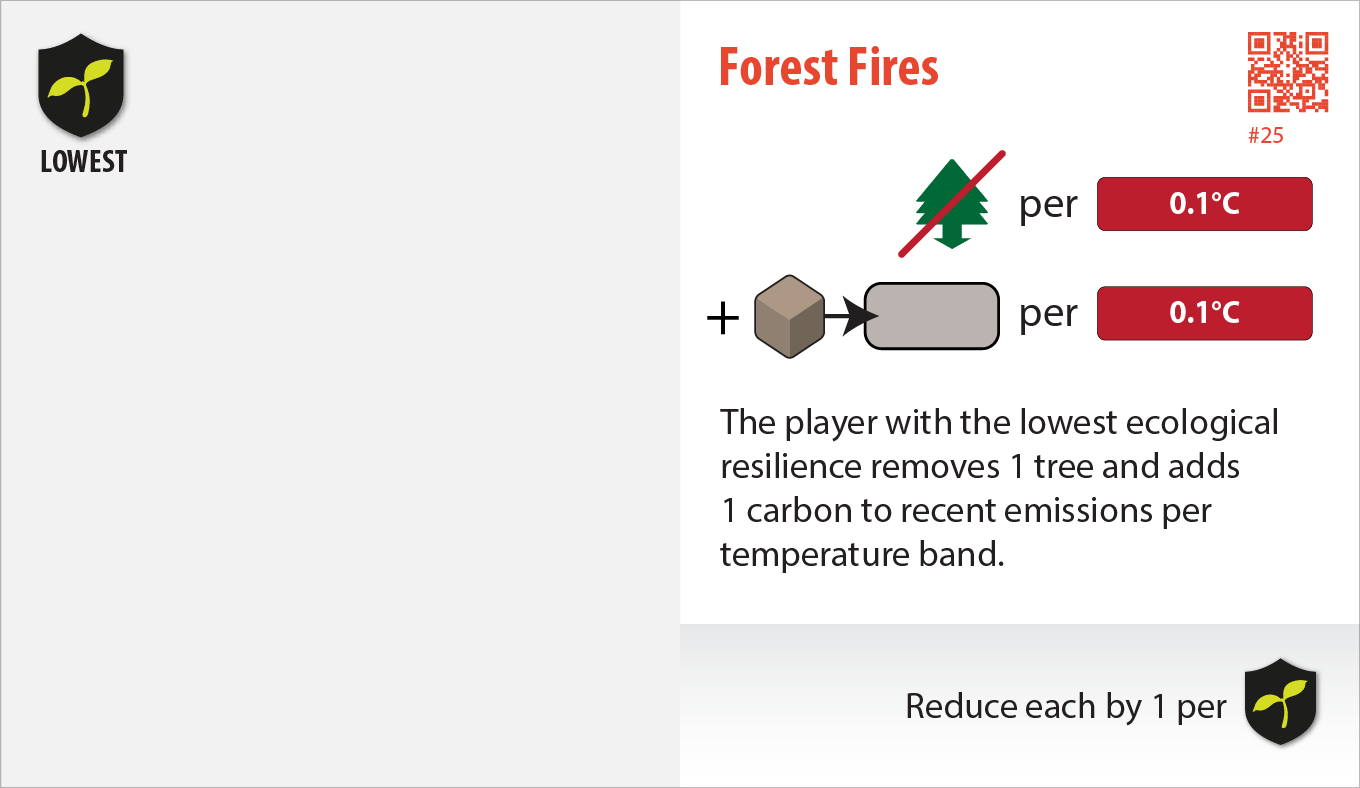 LOWEST
Forest Fires
#25
per 0.1°C
+ per 0.1°C
The player with the lowest ecological
resilience removes 1 tree and adds
1 carbon to recent emissions per
temperature band.
Reduce each by 1 per